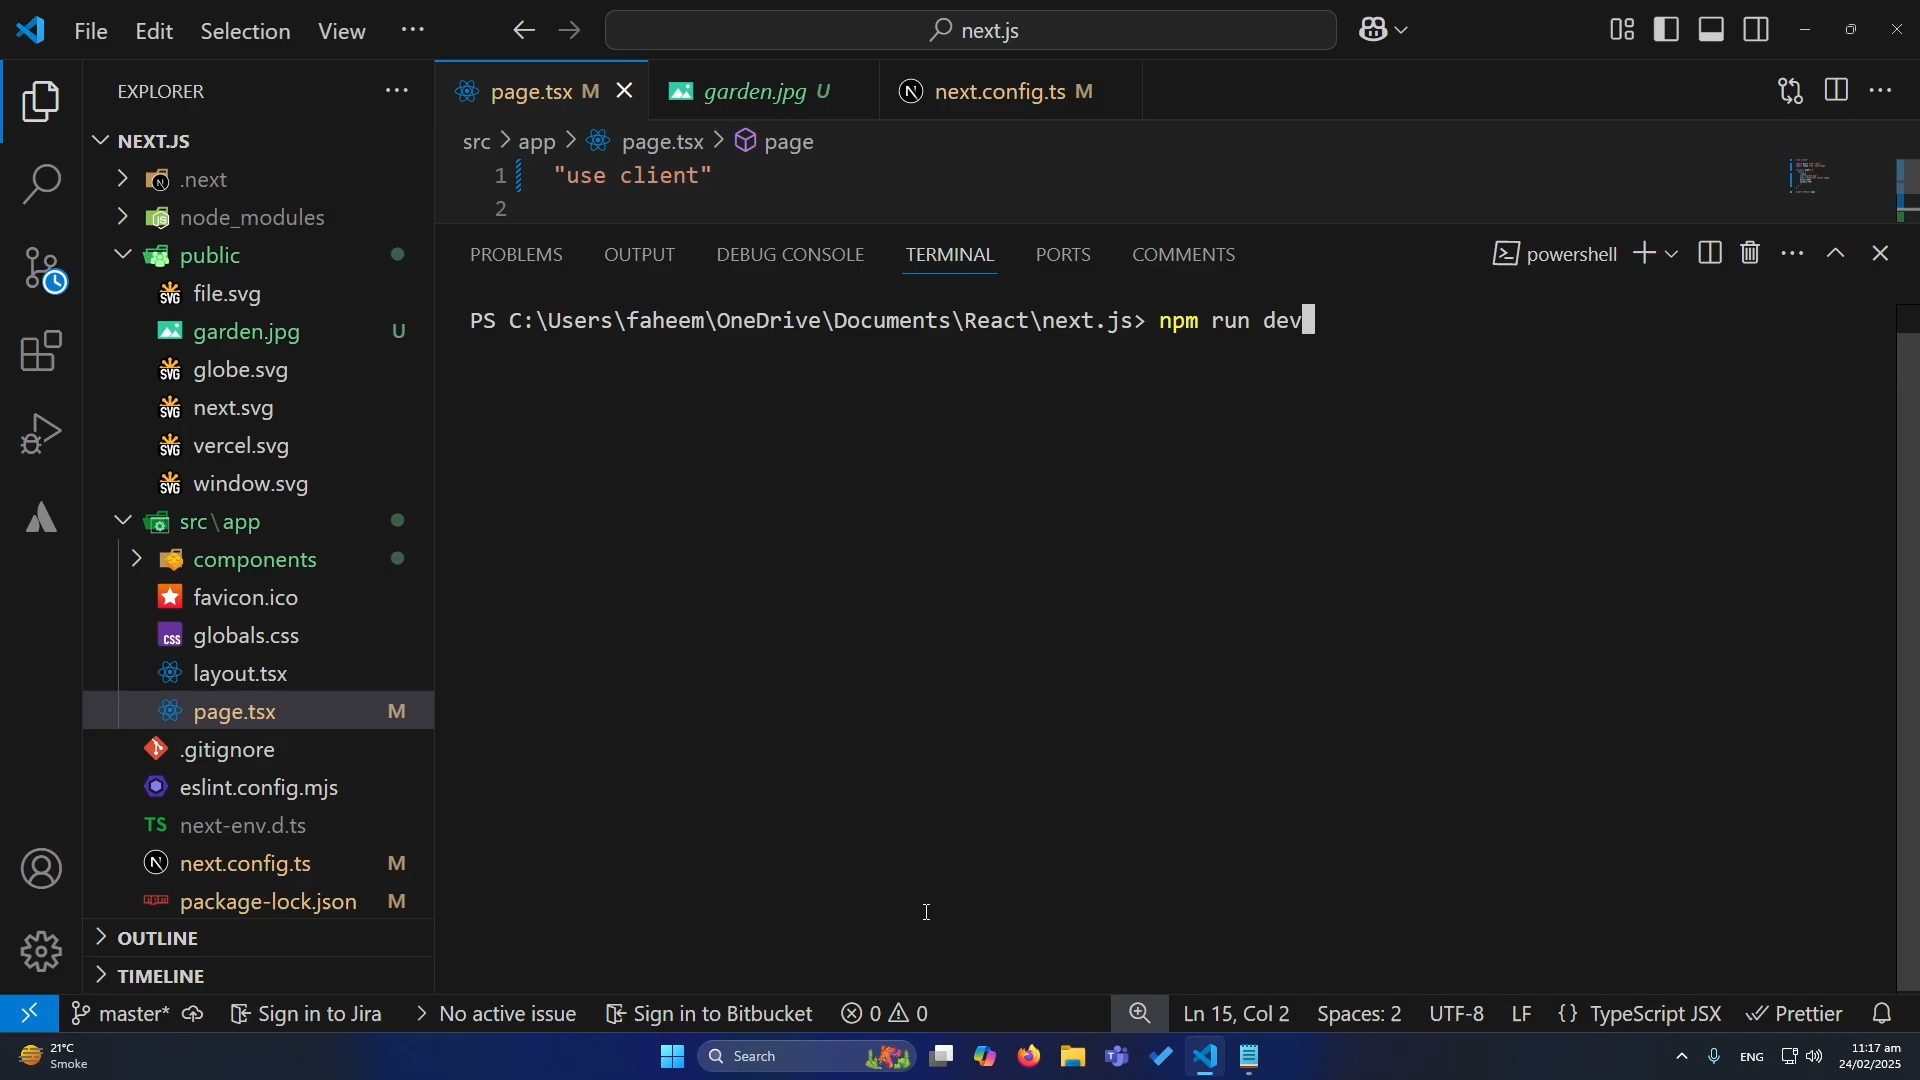 File Edit Selection View ···
next.js
EXPLORER
NEXT.JS
.next
node_modules
public
file.svg
garden.jpg U
globe.svg
next.svg
vercel.svg
window.svg
src\app
components
favicon.ico
globals.css
layout.tsx
page.tsx M
.gitignore
eslint.config.mjs
TS next-env.d.ts
next.config.ts M
package-lock.json M
OUTLINE
TIMELINE
page.tsx M
garden.jpg U
next.config.ts M
src > app > page.tsx > page
1 "use client"
2
PROBLEMS OUTPUT DEBUG CONSOLE TERMINAL PORTS COMMENTS
powershell
PS C:\Users\faheem\OneDrive\Documents\React\next.js> npm run dev
master* Sign in to Jira > No active issue Sign in to Bitbucket 0 0
Ln 15, Col 2 Spaces: 2 UTF-8 LF {} TypeScript JSX Prettier
21°C
Smoke
Search
ENG
11:17 am
24/02/2025